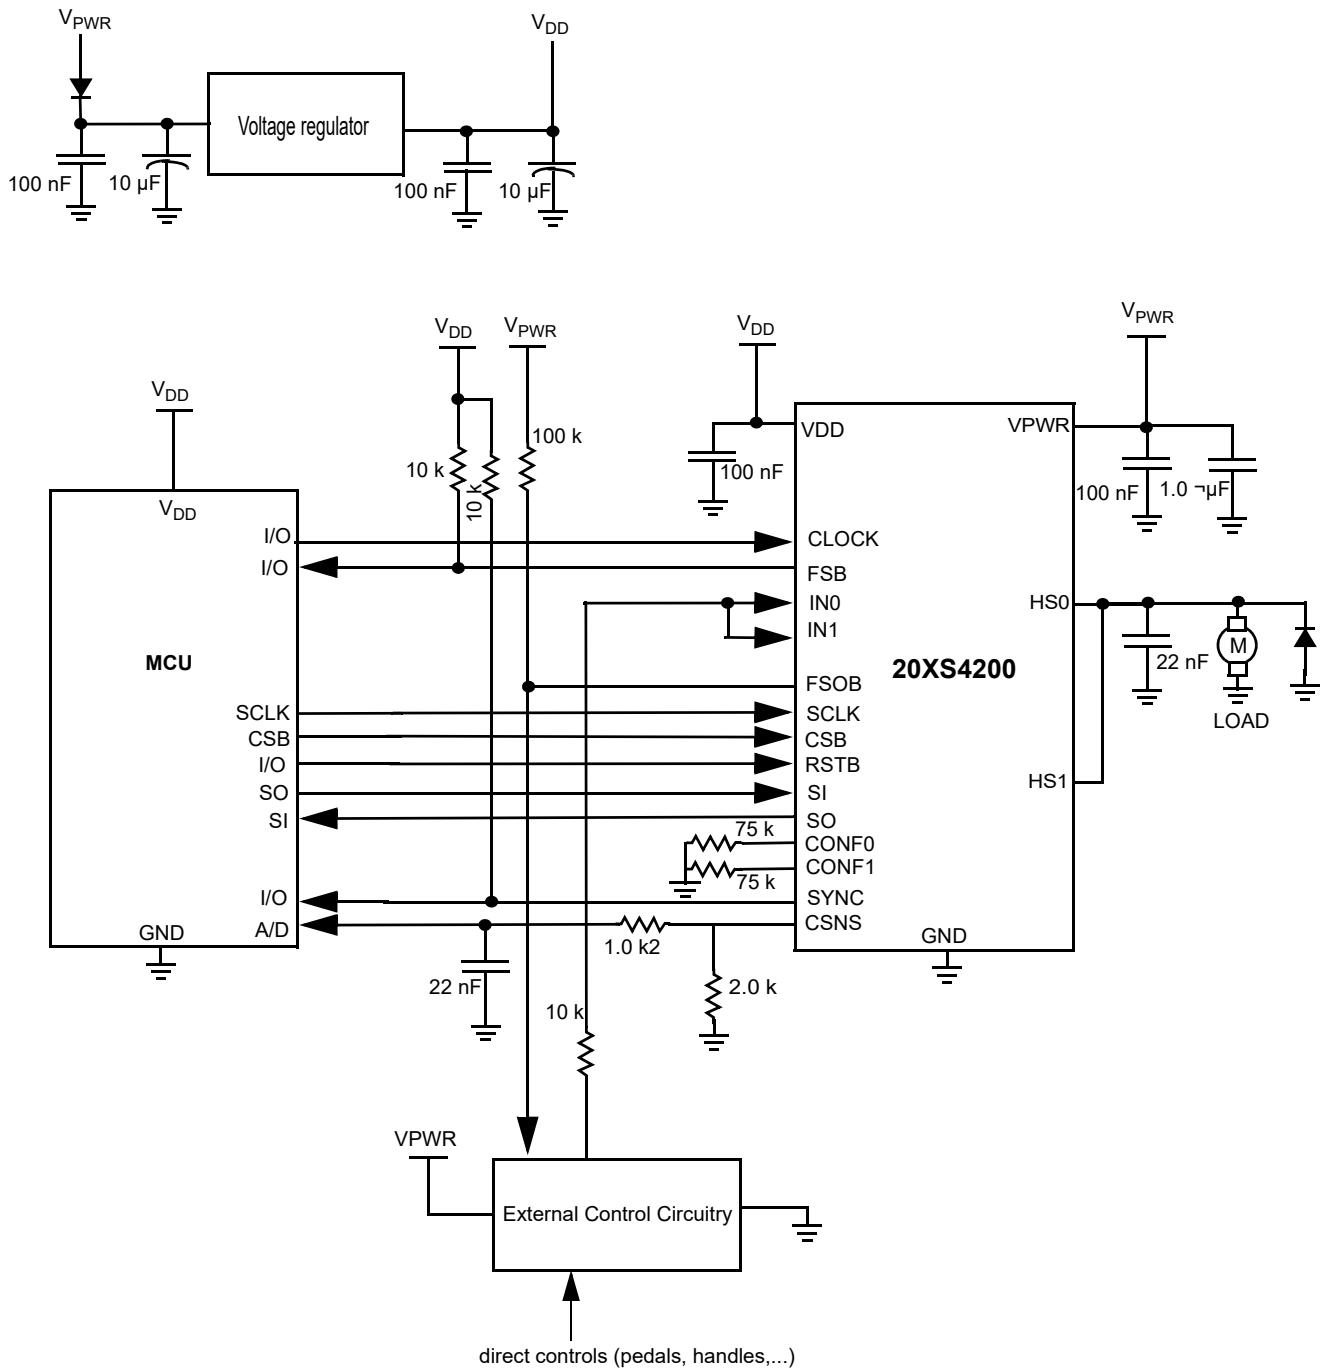 VPWR
VDD
Voltage regulator
100 nF
10 µF
100 nF
10 µF
VDD
VPWR
VDD
VPWR
VDD
100 k
10 k
10 k
VDD
VPWR
100 nF
100 nF
1.0 ¬µF
VDD
I/O
CLOCK
I/O
FSB
IN0
HS0
IN1
MCU
20XS4200
M
22 nF
FSOB
LOAD
SCLK
SCLK
CSB
CSB
I/O
RSTB
HS1
SO
SI
SI
SO
75 k
CONF0
CONF1
75 k
I/O
SYNC
A/D
CSNS
GND
GND
1.0 k2
22 nF
2.0 k
10 k
VPWR
External Control Circuitry
direct controls (pedals, handles,...)